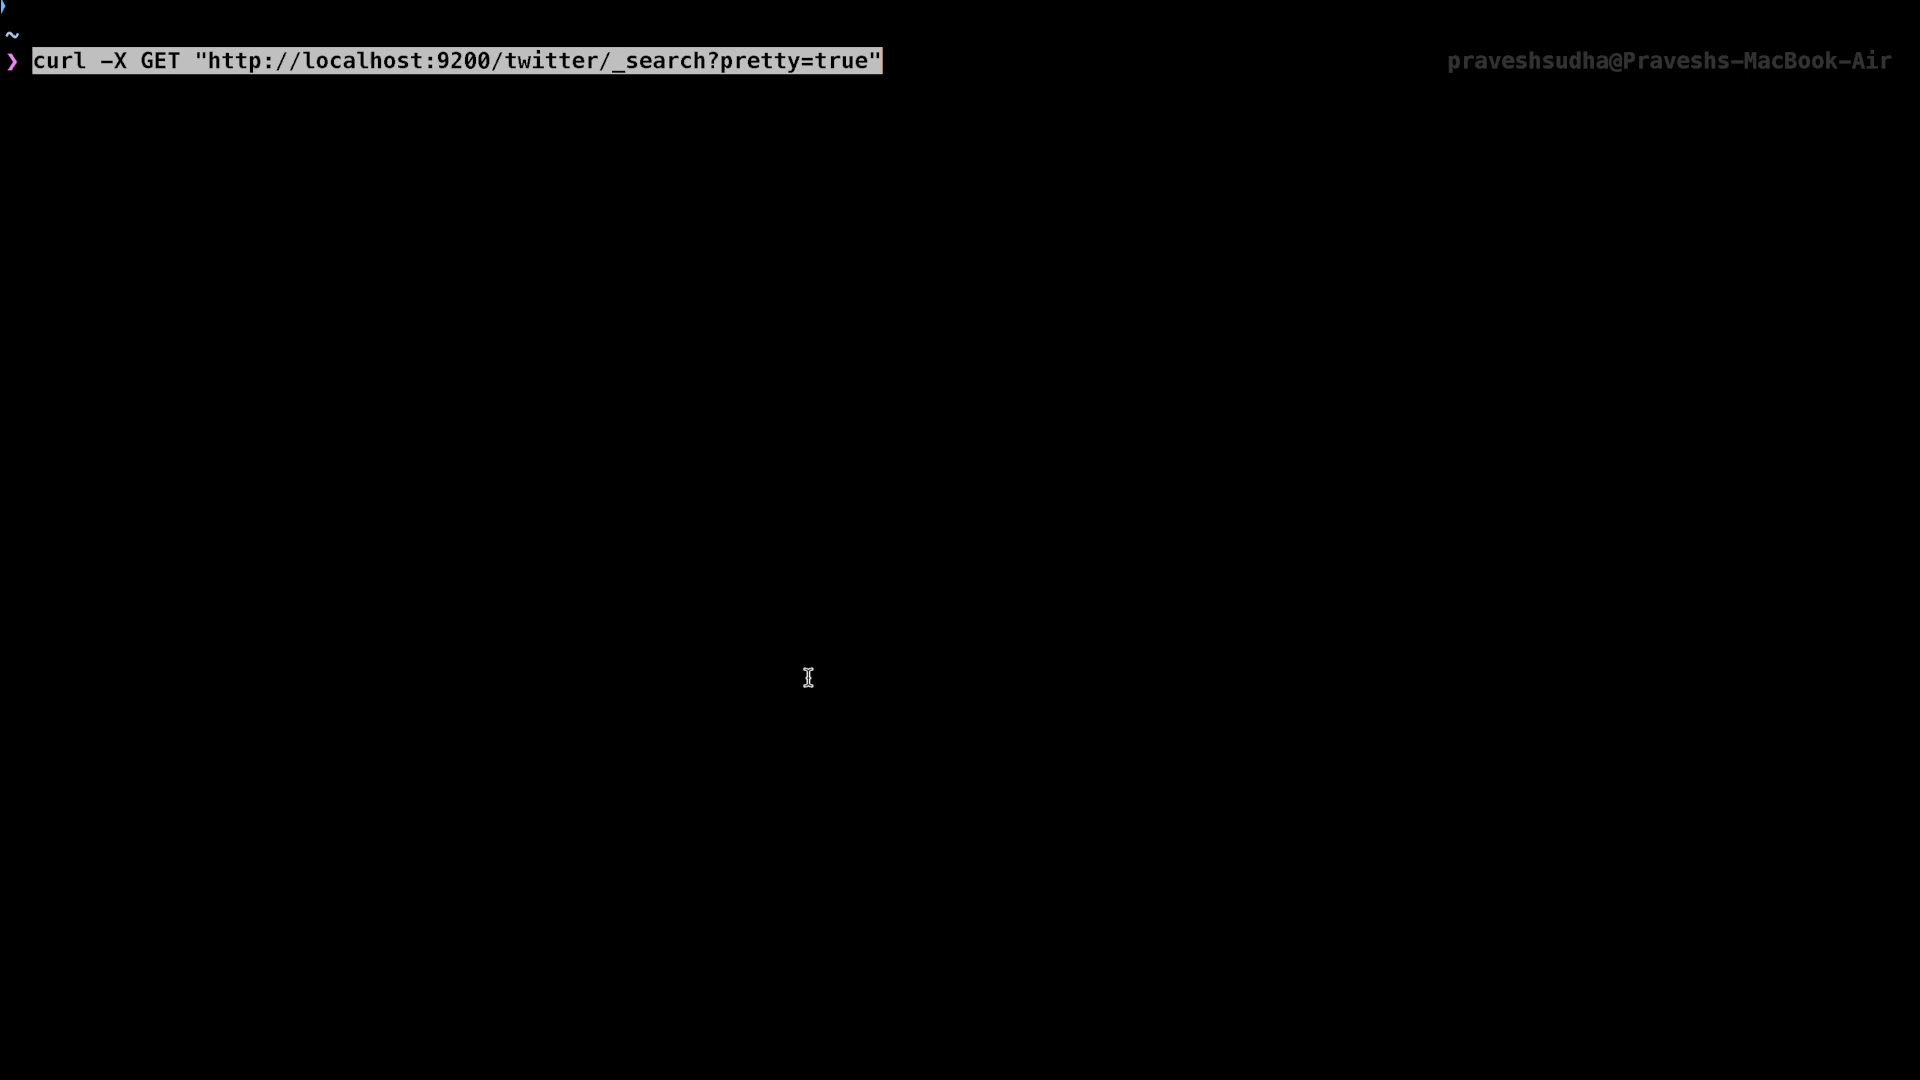 ~
❯ curl -X GET "http://localhost:9200/twitter/_search?pretty=true" praveshsudha@Praveshs-MacBook-Air